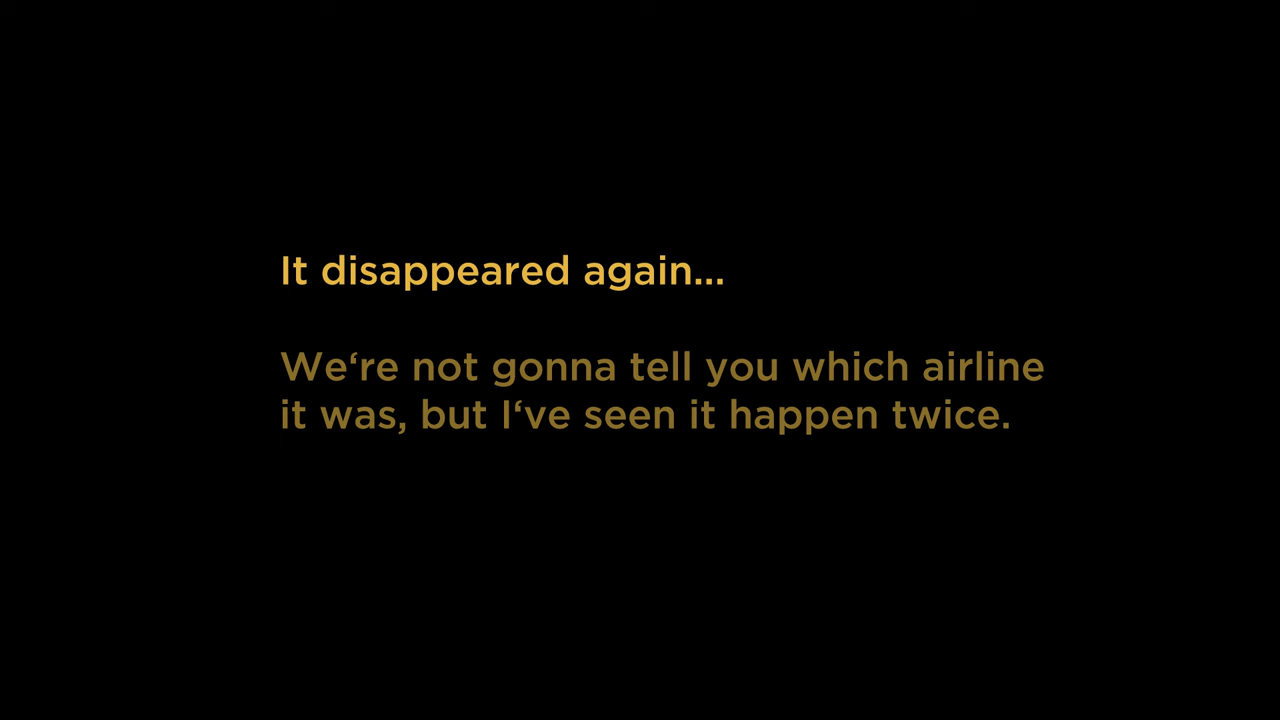 It disappeared again...
We‘re not gonna tell you which airline
it was, but I‘ve seen it happen twice.